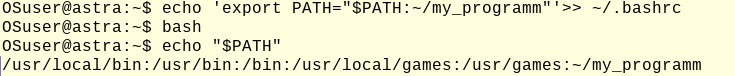 OSuser@astra:~$ echo 'export PATH="$PATH:~/my_programm"'>> ~/.bashrc
OSuser@astra:~$ bash
OSuser@astra:~$ echo "$PATH"
/usr/local/bin:/usr/bin:/bin:/usr/local/games:/usr/games:~/my_programm